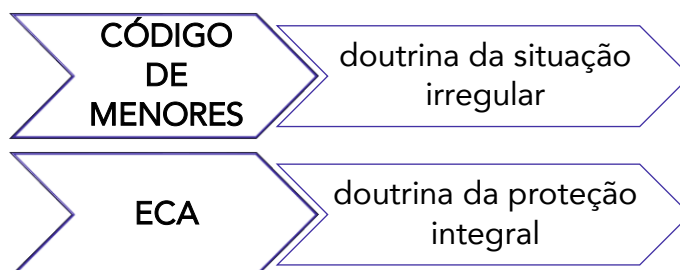 CÓDIGO
DE
MENORES
doutrina da situação
irregular
ECA
doutrina da proteção
integral